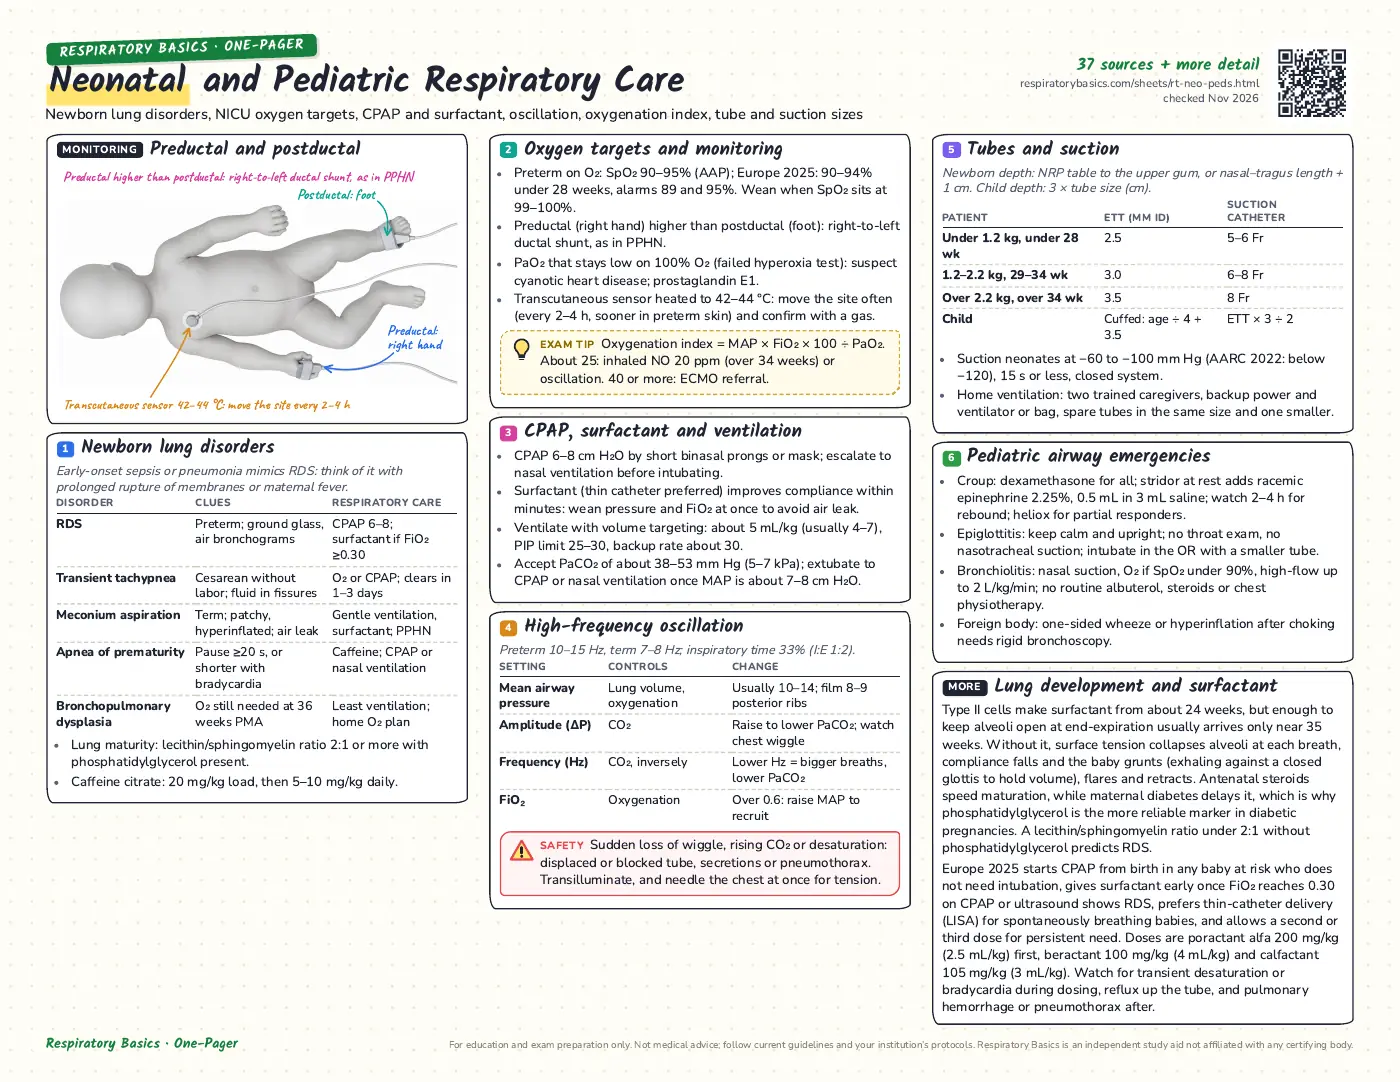 RESPIRATORY BASICS · ONE-PAGER
Neonatal and Pediatric Respiratory Care
Newborn lung disorders, NICU oxygen targets, CPAP and surfactant, oscillation, oxygenation index, tube and suction sizes
37 sources + more detail
respiratorybasics.com/sheets/rt-neo-peds.html
checked Nov 2026
MONITORING Preductal and postductal
Preductal higher than postductal: right-to-left ductal shunt, as in PPHN
Postductal: foot
Preductal:
right hand
Transcutaneous sensor 42–44 °C: move the site every 2–4 h
1 Newborn lung disorders
Early-onset sepsis or pneumonia mimics RDS: think of it with
prolonged rupture of membranes or maternal fever.
DISORDER CLUES RESPIRATORY CARE
RDS Preterm; ground glass, CPAP 6–8;
air bronchograms surfactant if FiO₂
≥0.30
Transient tachypnea Cesarean without O₂ or CPAP; clears in
labor; fluid in fissures 1–3 days
Meconium aspiration Term; patchy, Gentle ventilation,
hyperinflated; air leak surfactant; PPHN
Apnea of prematurity Pause ≥20 s, or Caffeine; CPAP or
shorter with nasal ventilation
bradycardia
Bronchopulmonary O₂ still needed at 36 Least ventilation;
dysplasia weeks PMA home O₂ plan
• Lung maturity: lecithin/sphingomyelin ratio 2:1 or more with
phosphatidylglycerol present.
• Caffeine citrate: 20 mg/kg load, then 5–10 mg/kg daily.
2 Oxygen targets and monitoring
• Preterm on O₂: SpO₂ 90–95% (AAP); Europe 2025: 90–94%
under 28 weeks, alarms 89 and 95%. Wean when SpO₂ sits at
99–100%.
• Preductal (right hand) higher than postductal (foot): right-to-left
ductal shunt, as in PPHN.
• PaO₂ that stays low on 100% O₂ (failed hyperoxia test): suspect
cyanotic heart disease; prostaglandin E1.
• Transcutaneous sensor heated to 42–44 °C: move the site often
(every 2–4 h, sooner in preterm skin) and confirm with a gas.
EXAM TIP Oxygenation index = MAP × FiO₂ × 100 ÷ PaO₂.
About 25: inhaled NO 20 ppm (over 34 weeks) or
oscillation. 40 or more: ECMO referral.
3 CPAP, surfactant and ventilation
• CPAP 6–8 cm H₂O by short binasal prongs or mask; escalate to
nasal ventilation before intubating.
• Surfactant (thin catheter preferred) improves compliance within
minutes: wean pressure and FiO₂ at once to avoid air leak.
• Ventilate with volume targeting: about 5 mL/kg (usually 4–7),
PIP limit 25–30, backup rate about 30.
• Accept PaCO₂ of about 38–53 mm Hg (5–7 kPa); extubate to
CPAP or nasal ventilation once MAP is about 7–8 cm H₂O.
4 High-frequency oscillation
Preterm 10–15 Hz, term 7–8 Hz; inspiratory time 33% (I:E 1:2).
SETTING CONTROLS CHANGE
Mean airway Lung volume, Usually 10–14; film 8–9
pressure oxygenation posterior ribs
Amplitude (ΔP) CO₂ Raise to lower PaCO₂; watch
chest wiggle
Frequency (Hz) CO₂, inversely Lower Hz = bigger breaths,
lower PaCO₂
FiO₂ Oxygenation Over 0.6: raise MAP to
recruit
SAFETY Sudden loss of wiggle, rising CO₂ or desaturation:
displaced or blocked tube, secretions or pneumothorax.
Transilluminate, and needle the chest at once for tension.
5 Tubes and suction
Newborn depth: NRP table to the upper gum, or nasal–tragus length +
1 cm. Child depth: 3 × tube size (cm).
PATIENT ETT (MM ID) SUCTION
CATHETER
Under 1.2 kg, under 28 2.5 5–6 Fr
wk
1.2–2.2 kg, 29–34 wk 3.0 6–8 Fr
Over 2.2 kg, over 34 wk 3.5 8 Fr
Child Cuffed: age ÷ 4 + ETT × 3 ÷ 2
3.5
• Suction neonates at −60 to −100 mm Hg (AARC 2022: below
−120), 15 s or less, closed system.
• Home ventilation: two trained caregivers, backup power and
ventilator or bag, spare tubes in the same size and one smaller.
6 Pediatric airway emergencies
• Croup: dexamethasone for all; stridor at rest adds racemic
epinephrine 2.25%, 0.5 mL in 3 mL saline; watch 2–4 h for
rebound; heliox for partial responders.
• Epiglottitis: keep calm and upright; no throat exam, no
nasotracheal suction; intubate in the OR with a smaller tube.
• Bronchiolitis: nasal suction, O₂ if SpO₂ under 90%, high-flow up
to 2 L/kg/min; no routine albuterol, steroids or chest
physiotherapy.
• Foreign body: one-sided wheeze or hyperinflation after choking
needs rigid bronchoscopy.
MORE Lung development and surfactant
Type II cells make surfactant from about 24 weeks, but enough to
keep alveoli open at end-expiration usually arrives only near 35
weeks. Without it, surface tension collapses alveoli at each breath,
compliance falls and the baby grunts (exhaling against a closed
glottis to hold volume), flares and retracts. Antenatal steroids
speed maturation, while maternal diabetes delays it, which is why
phosphatidylglycerol is the more reliable marker in diabetic
pregnancies. A lecithin/sphingomyelin ratio under 2:1 without
phosphatidylglycerol predicts RDS.
Europe 2025 starts CPAP from birth in any baby at risk who does
not need intubation, gives surfactant early once FiO₂ reaches 0.30
on CPAP or ultrasound shows RDS, prefers thin-catheter delivery
(LISA) for spontaneously breathing babies, and allows a second or
third dose for persistent need. Doses are poractant alfa 200 mg/kg
(2.5 mL/kg) first, beractant 100 mg/kg (4 mL/kg) and calfactant
105 mg/kg (3 mL/kg). Watch for transient desaturation or
bradycardia during dosing, reflux up the tube, and pulmonary
hemorrhage or pneumothorax after.
Respiratory Basics · One-Pager
For education and exam preparation only. Not medical advice; follow current guidelines and your institution's protocols. Respiratory Basics is an independent study aid not affiliated with any certifying body.